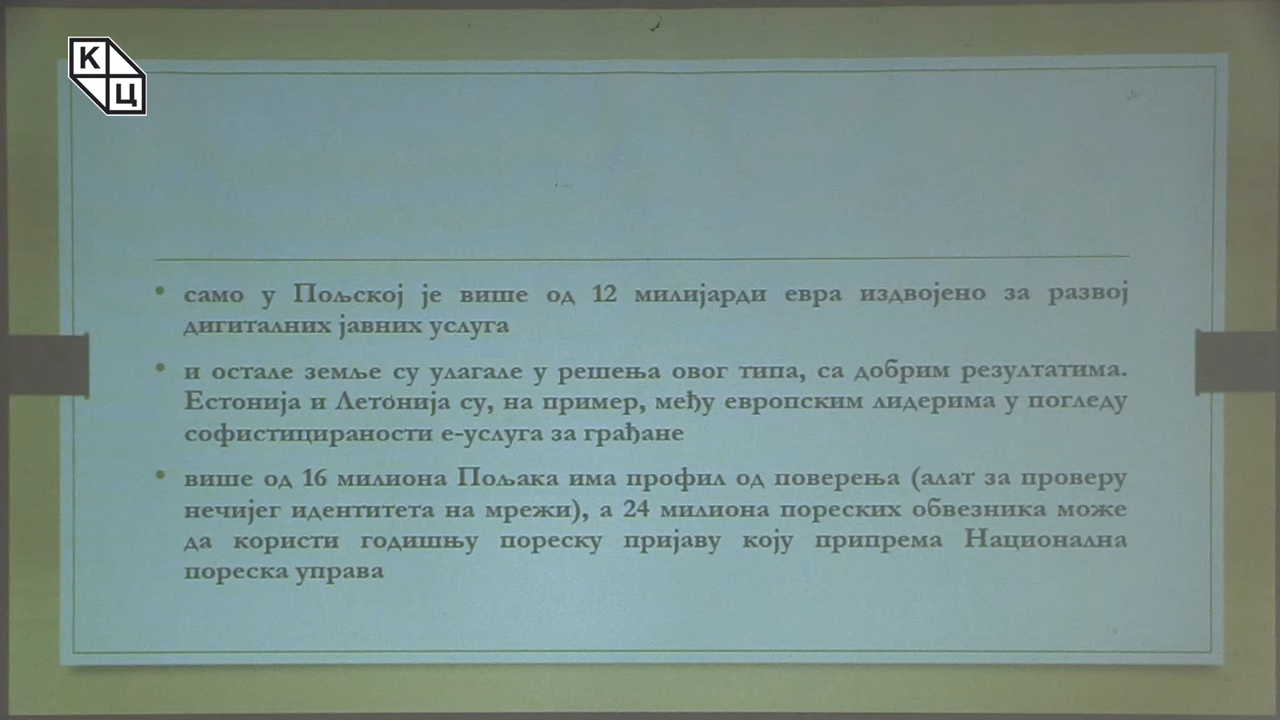 К
Ц
• само у Пољској је више од 12 милијарди евра издвојено за развој
дигиталних јавних услуга
• и остале земље су улагале у решења овог типа, са добрим резултатима.
Естонија и Летонија су, на пример, међу европским лидерима у погледу
софистицираности е-услуга за грађане
• више од 16 милиона Пољака има профил од поверења (алат за проверу
нечијег идентитета на мрежи), а 24 милиона пореских обвезника може
да користи годишњу пореску пријаву коју припрема Национална
пореска управа